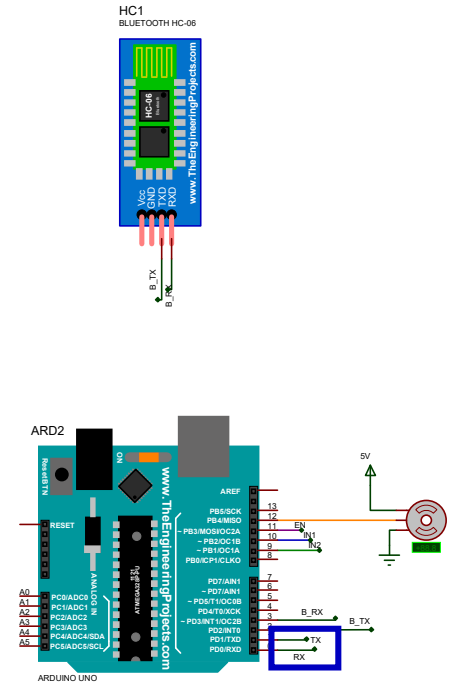 HC1
BLUETOOTH HC-06
HC-06
www.TheEngineeringProjects.com
Vcc
GND
TXD
RXD
B_TX
B_RX
ARD2
ResetBTN
ON
www.TheEngineeringProjects.com
RESET
ANALOG IN
ATMEGA328P-PU
AREF
PB5/SCK 13
PB4/MISO 12
~ PB3/MOSI/OC2A 11
~ PB2/OC1B 10
~ PB1/OC1A 9
PB0/ICP1/CLKO 8
EN
IN1
IN2
5V
A0 PC0/ADC0
A1 PC1/ADC1
A2 PC2/ADC2
A3 PC3/ADC3
A4 PC4/ADC4/SDA
A5 PC5/ADC5/SCL
PD7/AIN1 7
~ PD7/AIN1 6
~ PD5/T1/OC0B 5
PD4/T0/XCK 4
~ PD3/INT1/OC2B 3
PD2/INT0 2
PD1/TXD
PD0/RXD
B_RX
B_TX
TX
RX
ARDUINO UNO